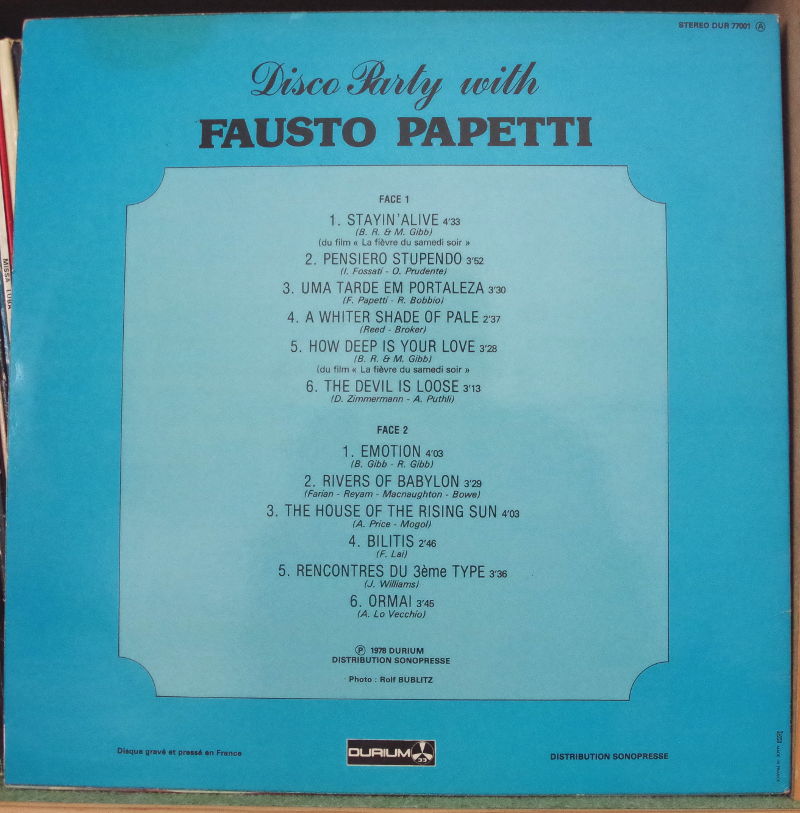 STEREO DUR 77001 Ⓐ
Disco Party with
FAUSTO PAPETTI
FACE 1
1. STAYIN'ALIVE 4'33
(B. R. & M. Gibb)
(du film « La fièvre du samedi soir »
2. PENSIERO STUPENDO 3'52
(I. Fossati - O. Prudente)
3. UMA TARDE EM PORTALEZA 3'30
(F. Papetti - R. Bobbio)
4. A WHITER SHADE OF PALE 2'37
(Reed - Broker)
5. HOW DEEP IS YOUR LOVE 3'28
(B. R. & M. Gibb)
(du film « La fièvre du samedi soir »
6. THE DEVIL IS LOOSE 3'13
(D. Zimmermann - A. Puthli)
FACE 2
1. EMOTION 4'03
(B. Gibb - R. Gibb)
2. RIVERS OF BABYLON 3'29
(Farian - Reyam - Macnaughton - Bowe)
3. THE HOUSE OF THE RISING SUN 4'03
(A. Price - Mogol)
4. BILITIS 2'46
(F. Lai)
5. RENCONTRES DU 3ème TYPE 3'36
(J. Williams)
6. ORMAI 3'45
(A. Lo Vecchio)
Ⓟ 1978 DURIUM
DISTRIBUTION SONOPRESSE
Photo : Rolf BUBLITZ
Disque gravé et pressé en France
DURIUM 33
DISTRIBUTION SONOPRESSE
MISSA LUBA